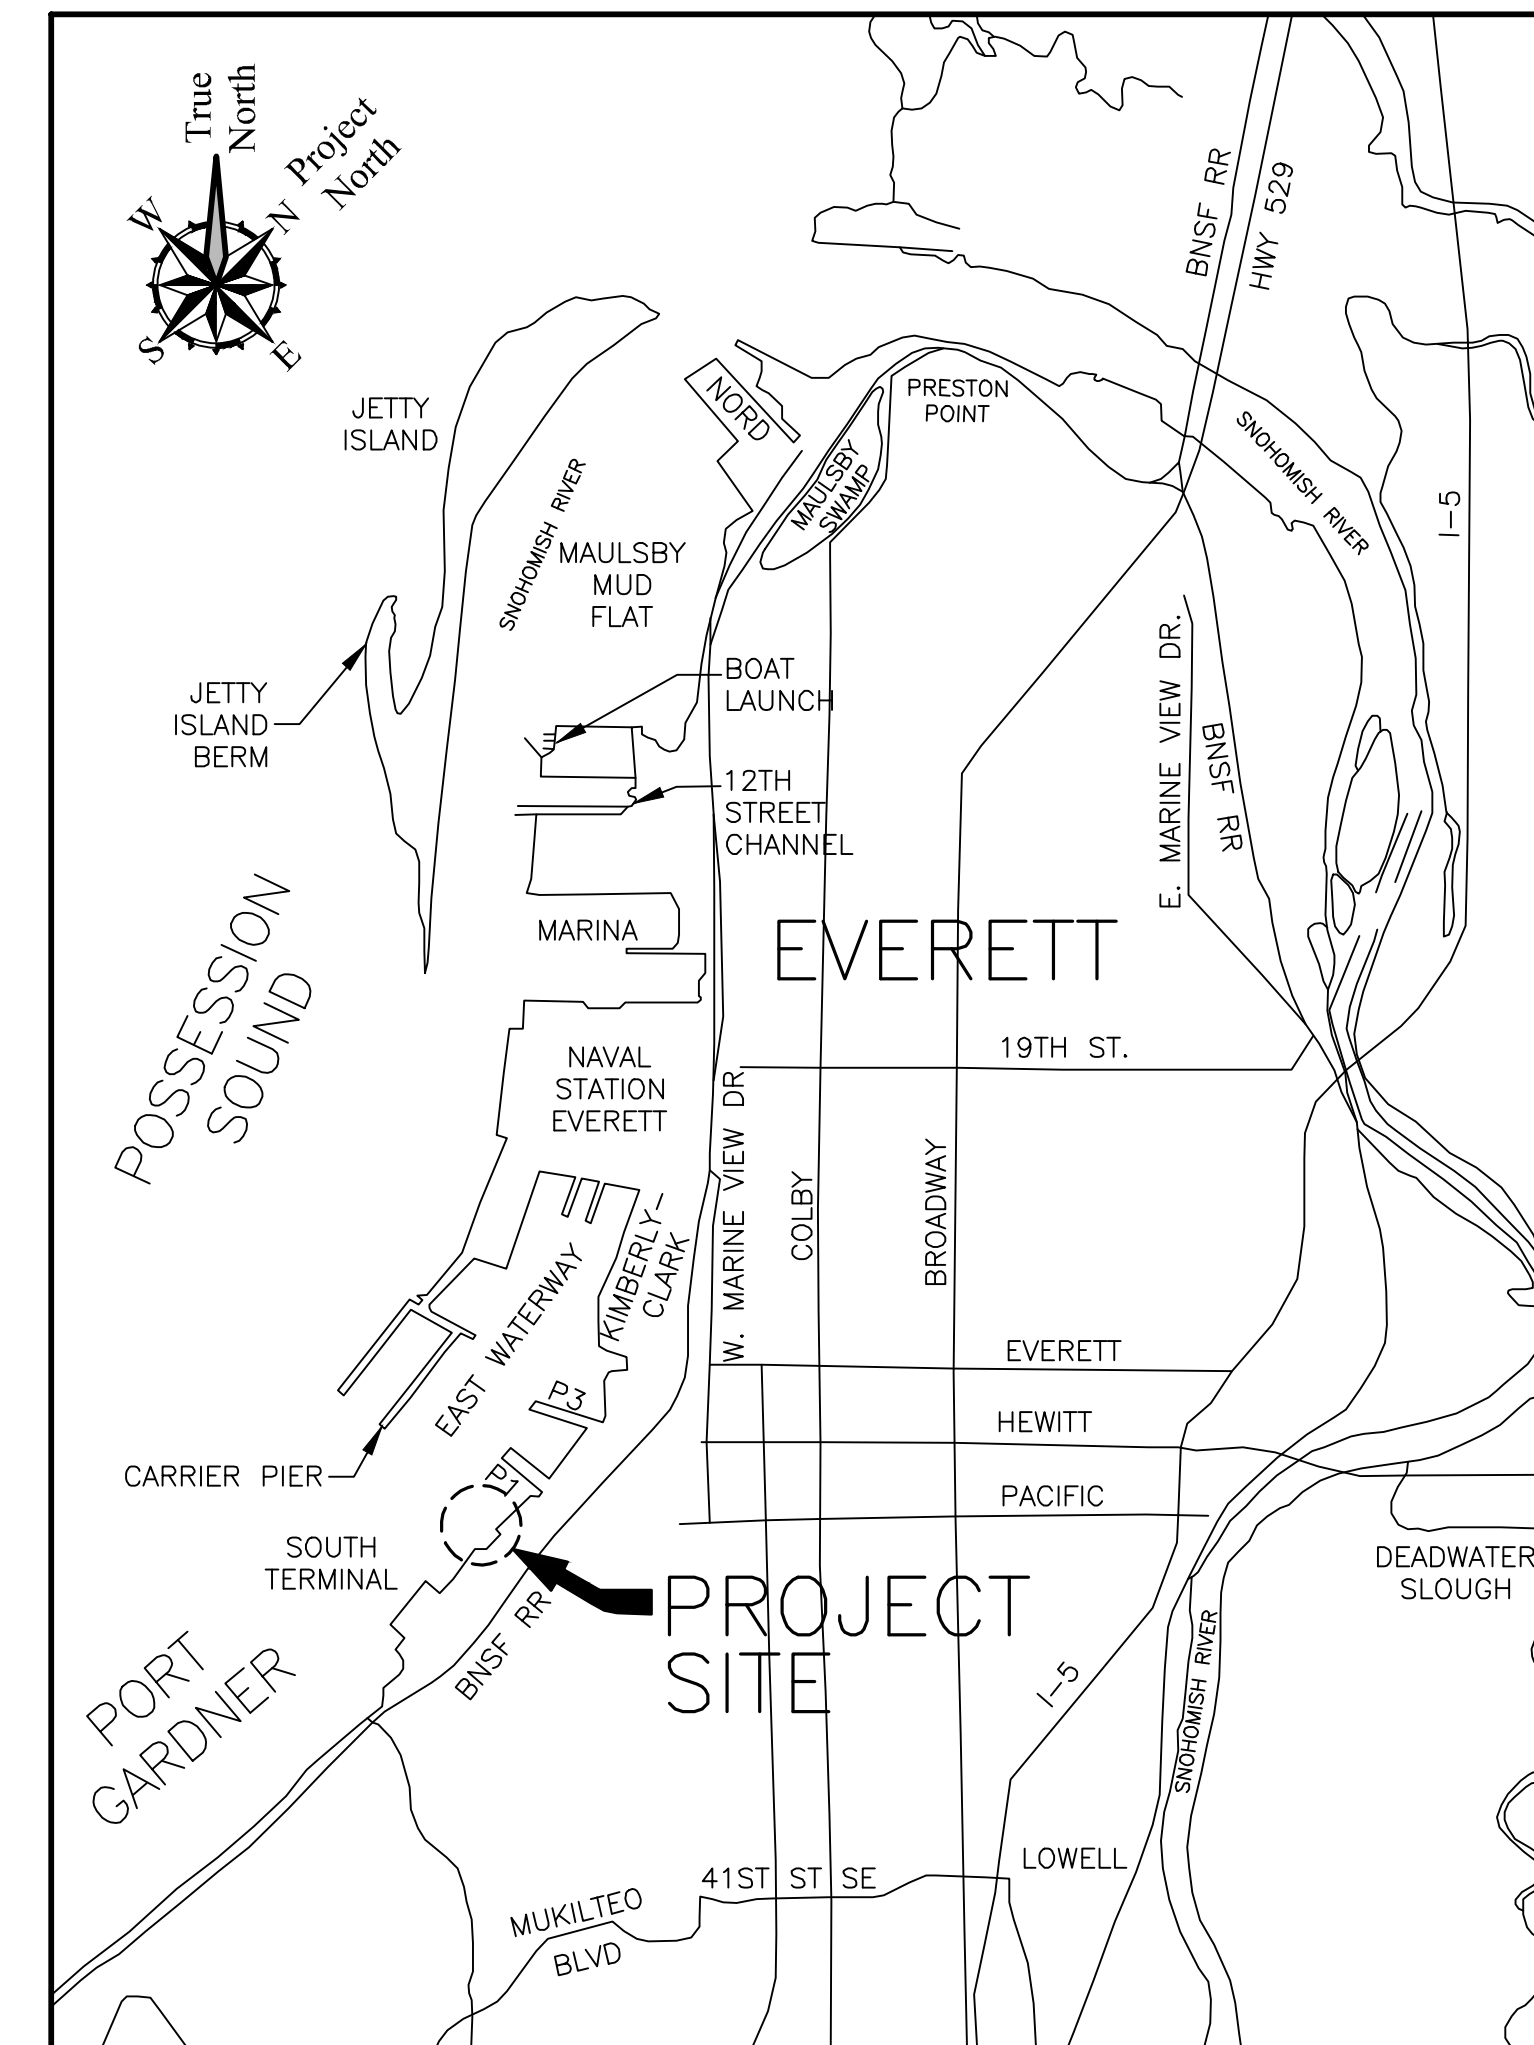 True
North
Project
North
W
N
S
E
BNSF RR
HWY 529
JETTY
ISLAND
NORD
PRESTON
POINT
SNOHOMISH RIVER
MAULSBY
SWAMP
I-5
SNOHOMISH RIVER
MAULSBY
MUD
FLAT
JETTY
ISLAND
BERM
BOAT
LAUNCH
E. MARINE VIEW DR.
BNSF RR
12TH
STREET
CHANNEL
MARINA
EVERETT
POSSESSION
SOUND
NAVAL
STATION
EVERETT
19TH ST.
W. MARINE VIEW DR
COLBY
BROADWAY
KIMBERLY-
CLARK
EAST WATERWAY
EVERETT
P3
HEWITT
CARRIER PIER
P1
PACIFIC
SOUTH
TERMINAL
DEADWATER
SLOUGH
PROJECT
SITE
BNSF RR
PORT
GARDNER
I-5
SNOHOMISH RIVER
LOWELL
41ST ST SE
MUKILTEO
BLVD